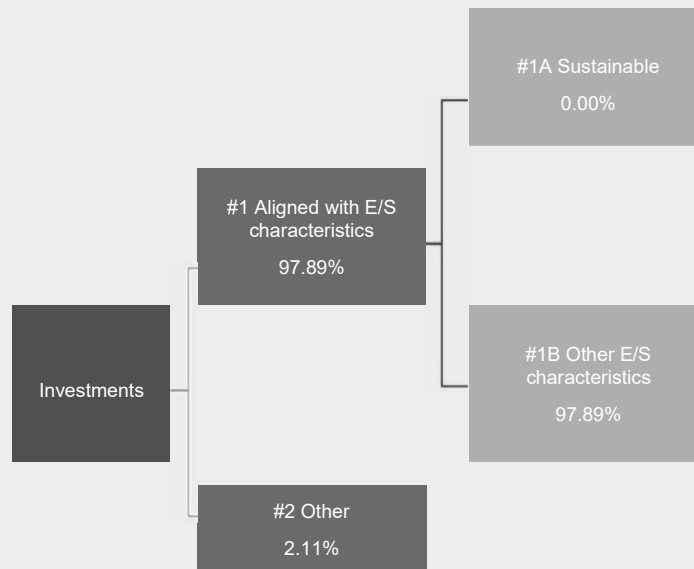 #1A Sustainable
0.00%
#1 Aligned with E/S
characteristics
97.89%
Investments
#1B Other E/S
characteristics
97.89%
#2 Other
2.11%